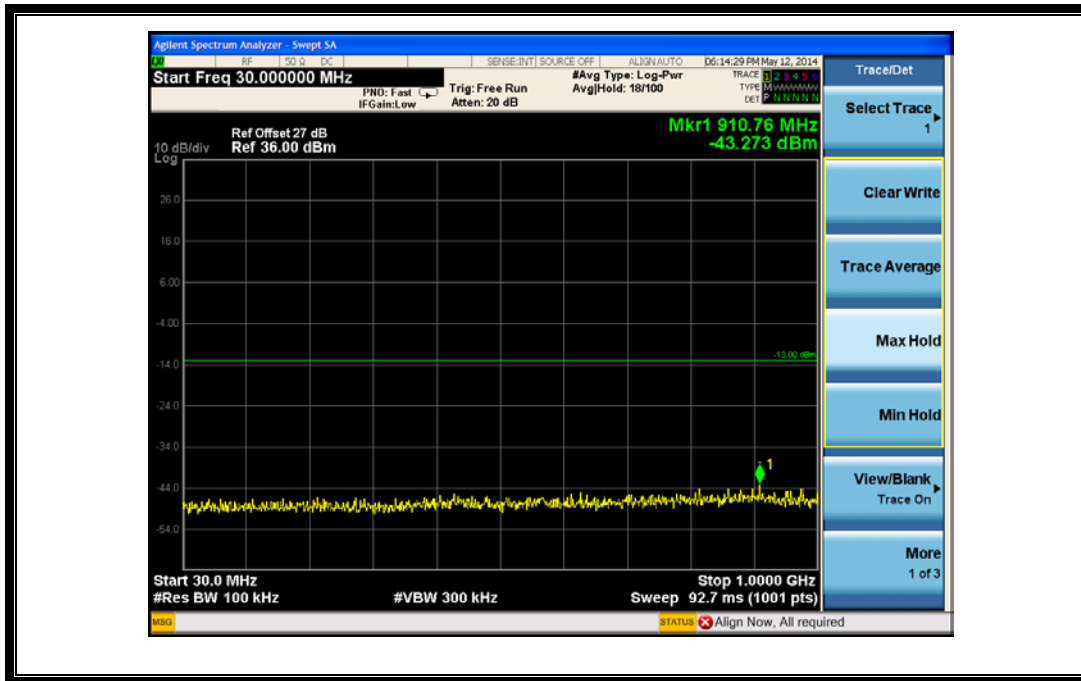 Agilent Spectrum Analyzer - Swept SA
RF 50 Ω DC SENSE:INT SOURCE OFF ALIGN AUTO 06:14:29 PM May 12, 2014
Start Freq 30.000000 MHz
PNO: Fast
IFGain:Low
Trig: Free Run
Atten: 20 dB
#Avg Type: Log-Pwr
Avg|Hold: 18/100
TRACE 1 2 3 4 5 6
TYPE M
DET P N N N N N
Mkr1 910.76 MHz
-43.273 dBm
Ref Offset 27 dB
10 dB/div Ref 36.00 dBm
Log
26.0
16.0
6.00
-4.00
-13.00 dBm
-14.0
-24.0
-34.0
1
-44.0
-54.0
Start 30.0 MHz
Stop 1.0000 GHz
#Res BW 100 kHz
#VBW 300 kHz
Sweep 92.7 ms (1001 pts)
MSG
STATUS Align Now, All required
Trace/Det
Select Trace
1
Clear Write
Trace Average
Max Hold
Min Hold
View/Blank
Trace On
More
1 of 3